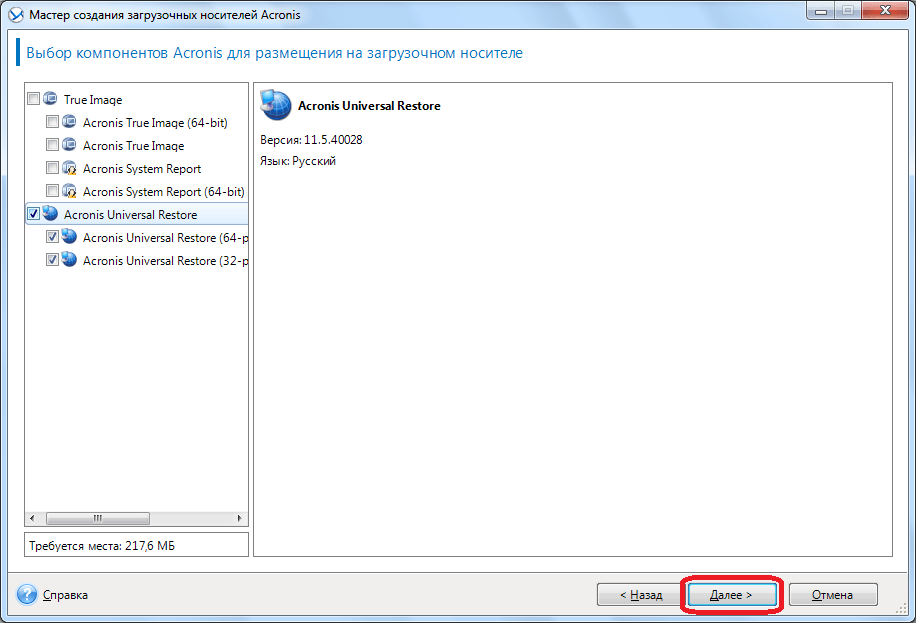 Мастер создания загрузочных носителей Acronis
Выбор компонентов Acronis для размещения на загрузочном носителе
True Image
Acronis True Image (64-bit)
Acronis True Image
Acronis System Report
Acronis System Report (64-bit)
Acronis Universal Restore
Acronis Universal Restore (64-р
Acronis Universal Restore (32-р
Требуется места: 217,6 МБ
Acronis Universal Restore
Версия: 11.5.40028
Язык: Русский
Справка
< Назад
Далее >
Отмена